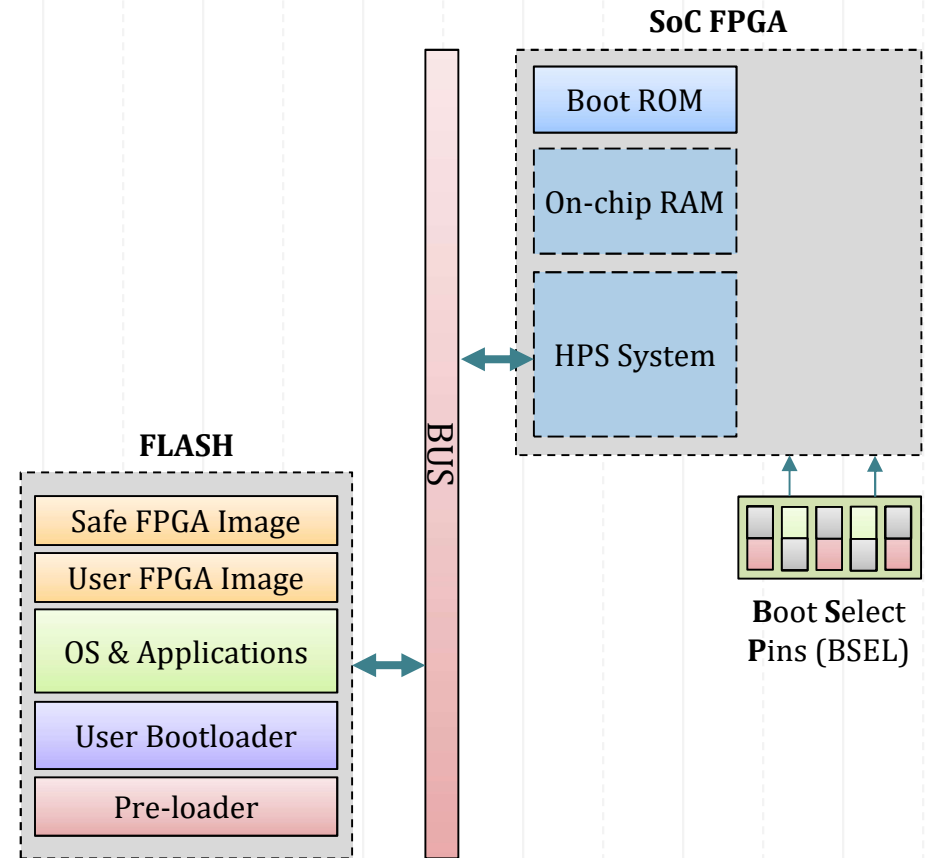 SoC FPGA
Boot ROM
On-chip RAM
HPS System
BUS
FLASH
Safe FPGA Image
User FPGA Image
OS & Applications
User Bootloader
Pre-loader
Boot Select
Pins (BSEL)